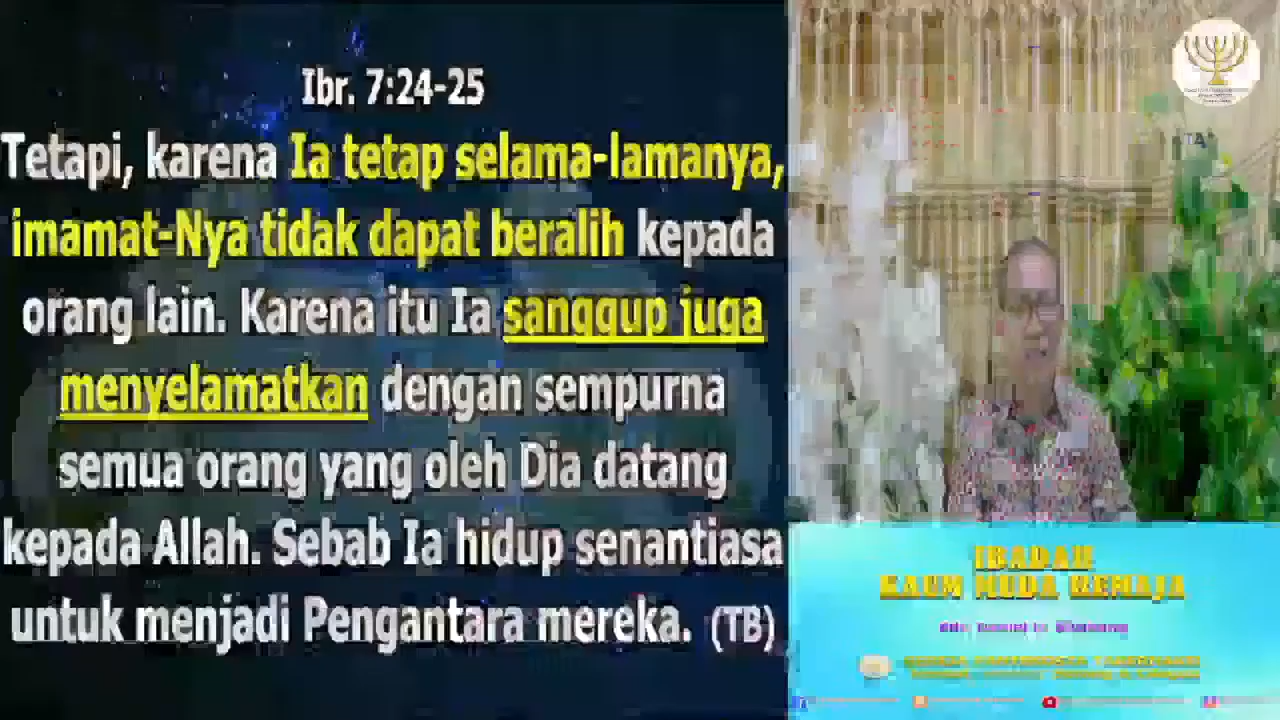 Ibr. 7:24-25
Tetapi, karena Ia tetap selama-lamanya,
imamat-Nya tidak dapat beralih kepada
orang lain. Karena itu Ia sanggup juga
menyelamatkan dengan sempurna
semua orang yang oleh Dia datang
kepada Allah. Sebab Ia hidup senantiasa
untuk menjadi Pengantara mereka. (TB)
IBADAH
KAUM MUDA REMAJA